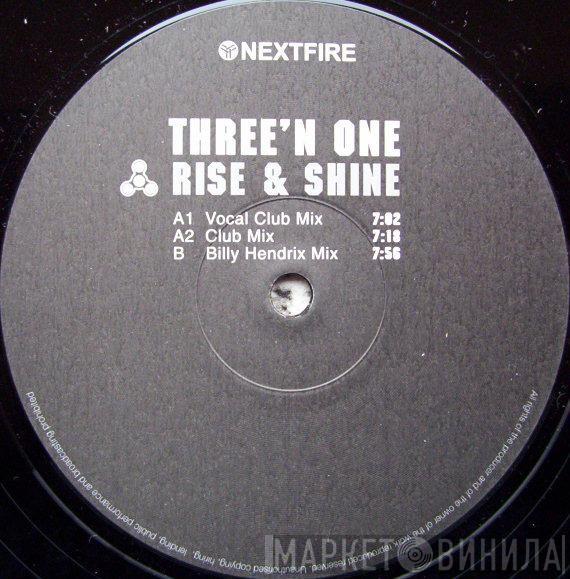 NEXTFIRE
THREE'N ONE
RISE & SHINE
A1 Vocal Club Mix 7:02
A2 Club Mix 7:18
B Billy Hendrix Mix 7:56
All rights of the producer and of the owner of the work reproduced reserved. Unauthorised copying, hiring, lending, public performance and broadcasting prohibited
МАРКЕТ ВИНИЛА